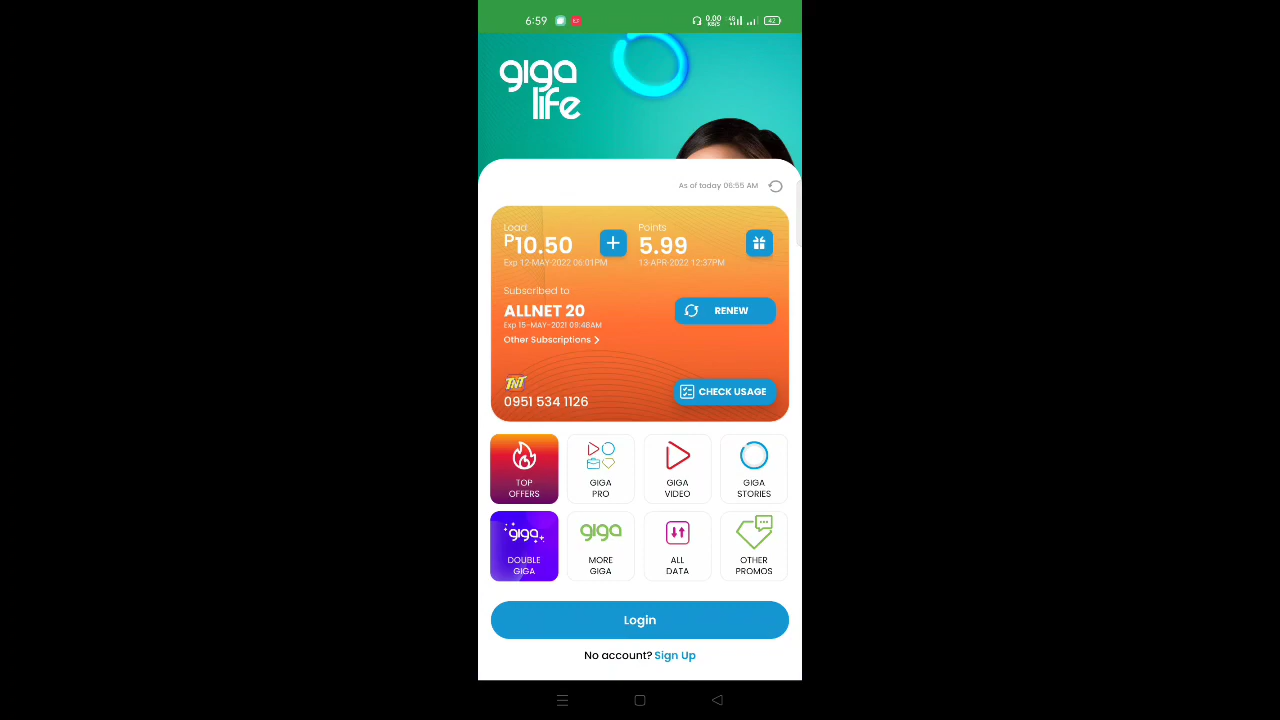 6:59
0.00
KB/S
4G
42
giga
life
As of today 06:55 AM
Load
P10.50
Exp 12-MAY-2022 06:01PM
Points
5.99
13-APR-2022 12:37PM
Subscribed to
ALLNET 20
RENEW
Exp 15-MAY-2021 09:48AM
Other Subscriptions >
TNT
0951 534 1126
CHECK USAGE
TOP
OFFERS
GIGA
PRO
GIGA
VIDEO
GIGA
STORIES
giga
DOUBLE
GIGA
giga
MORE
GIGA
ALL
DATA
OTHER
PROMOS
Login
No account? Sign Up